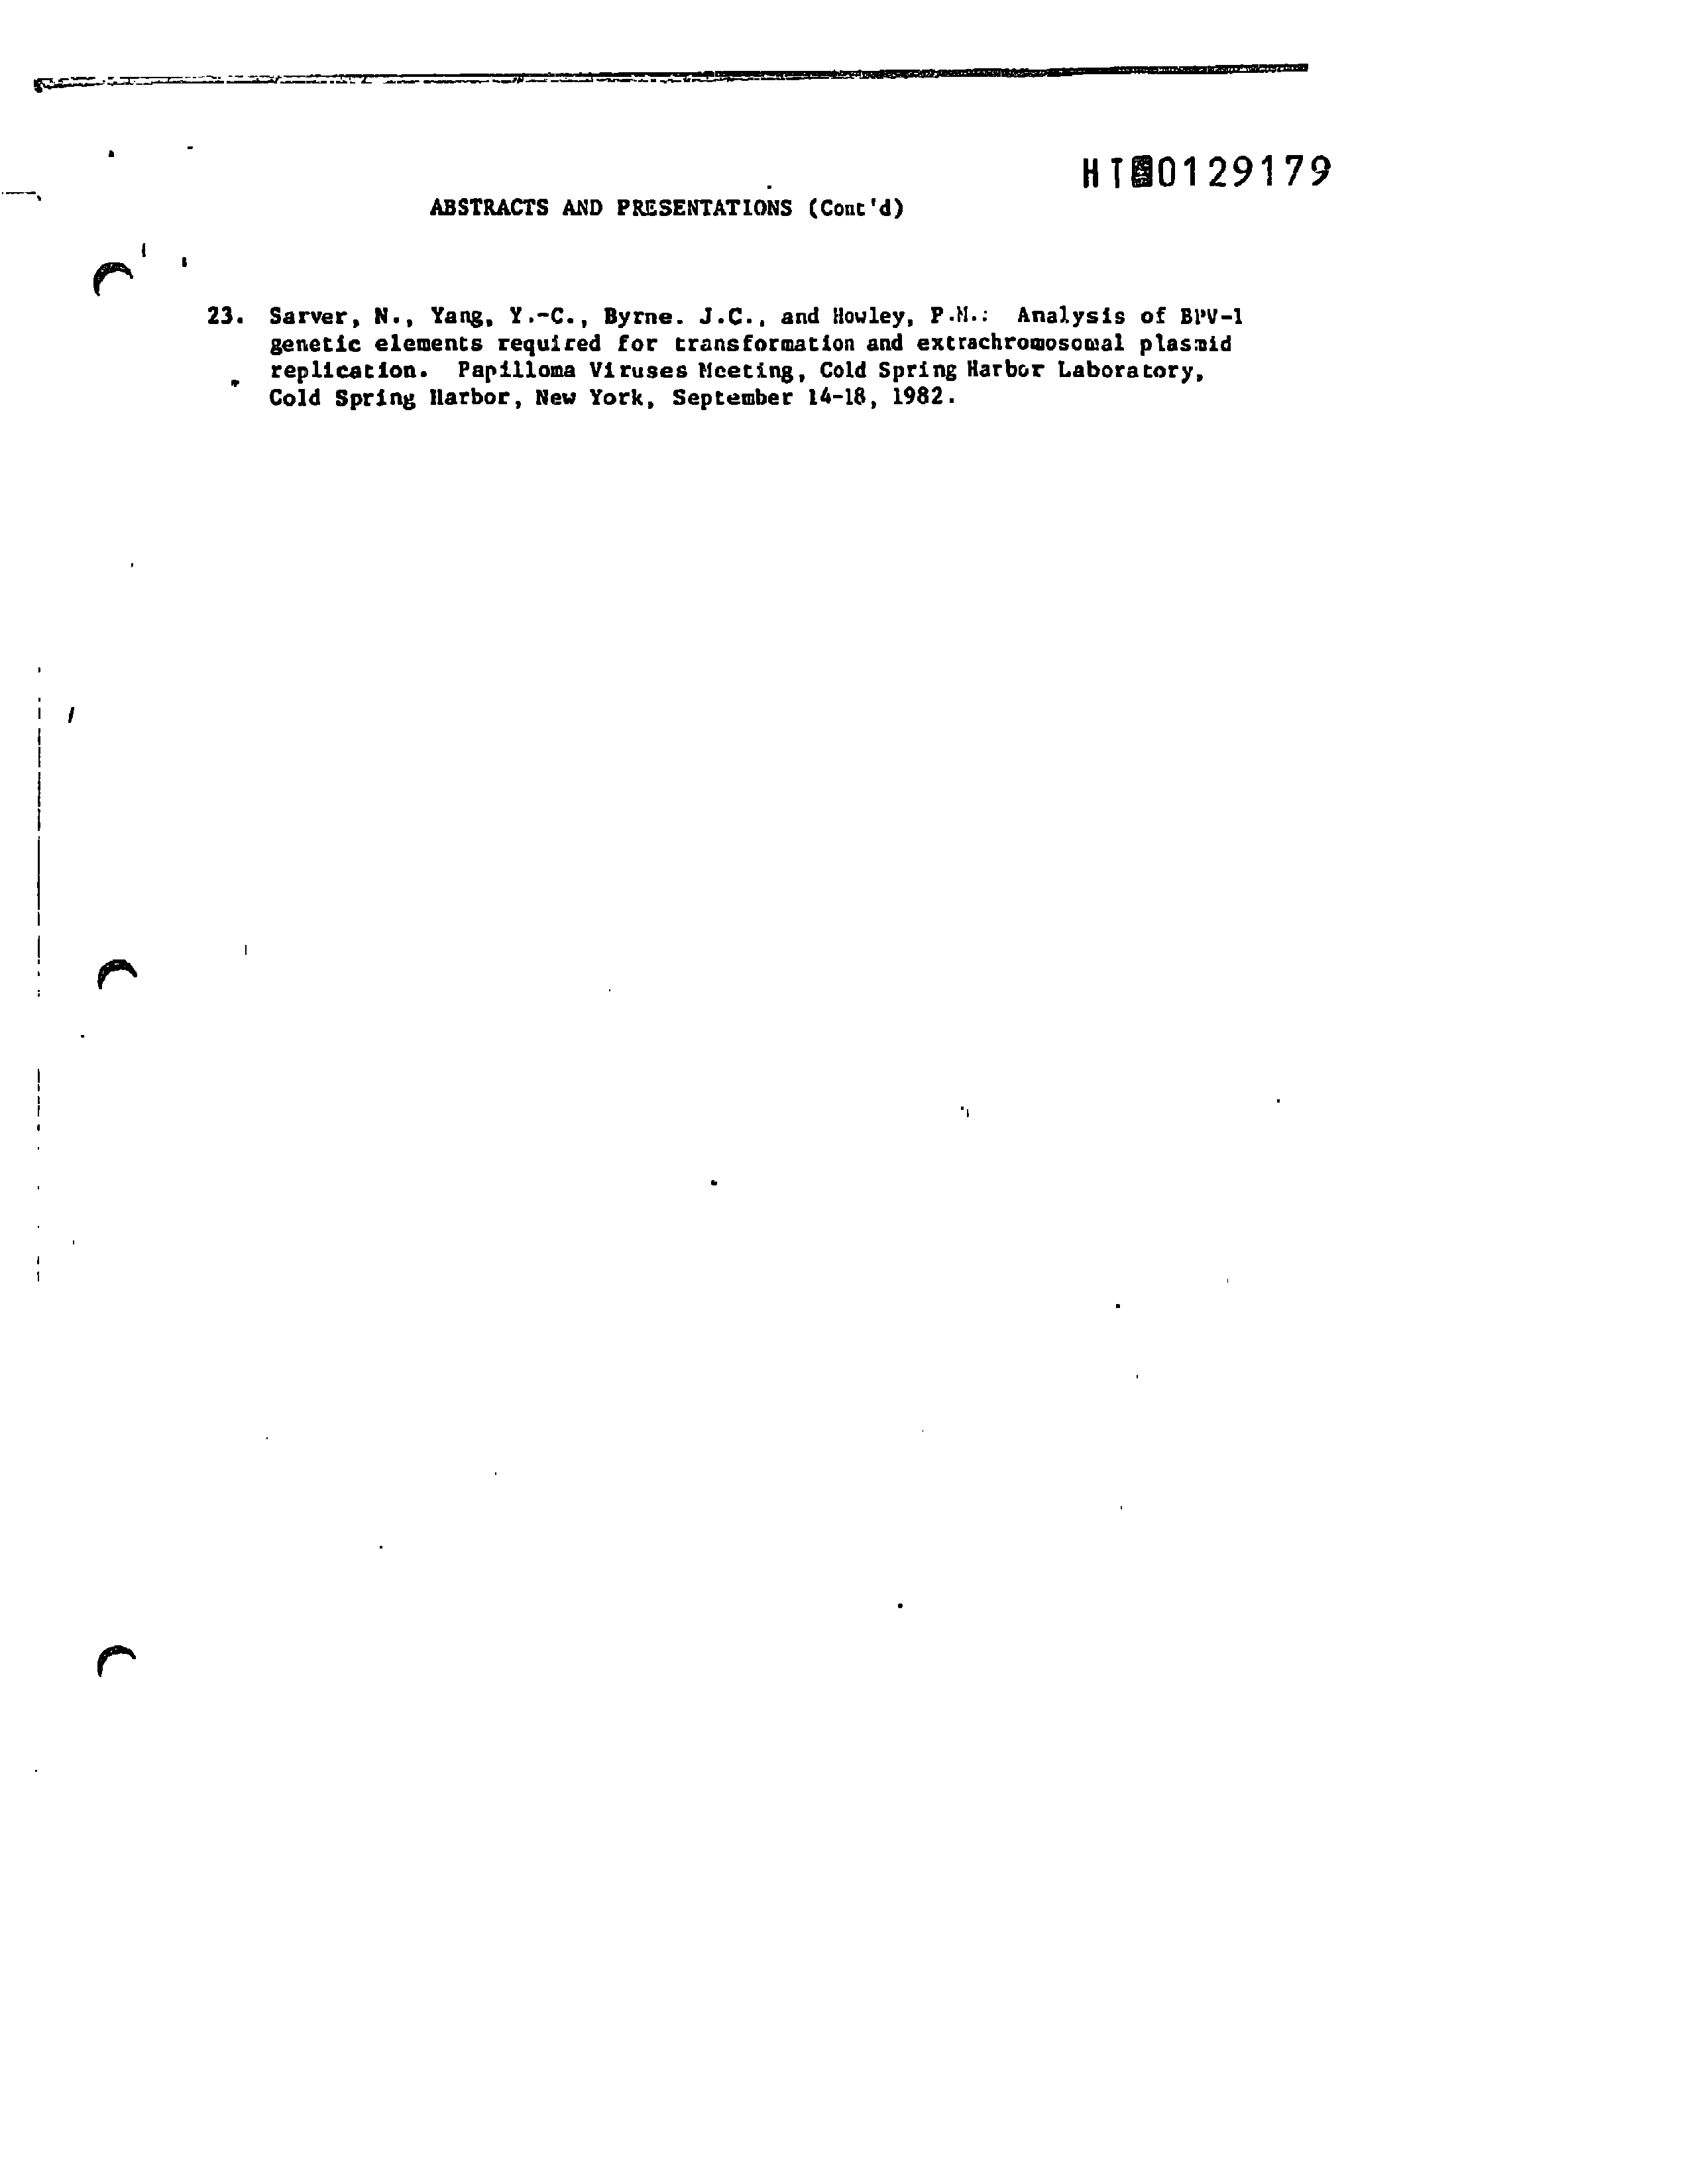 HT 0129179
ABSTRACTS AND PRESENTATIONS (Cont'd)
23. Sarver, N., Yang, Y.-C., Byrne. J.C., and Howley, P.M.: Analysis of BPV-1
genetic elements required for transformation and extrachromosomal plasmid
replication. Papilloma Viruses Meeting, Cold Spring Harbor Laboratory,
Cold Spring Harbor, New York, September 14-18, 1982.